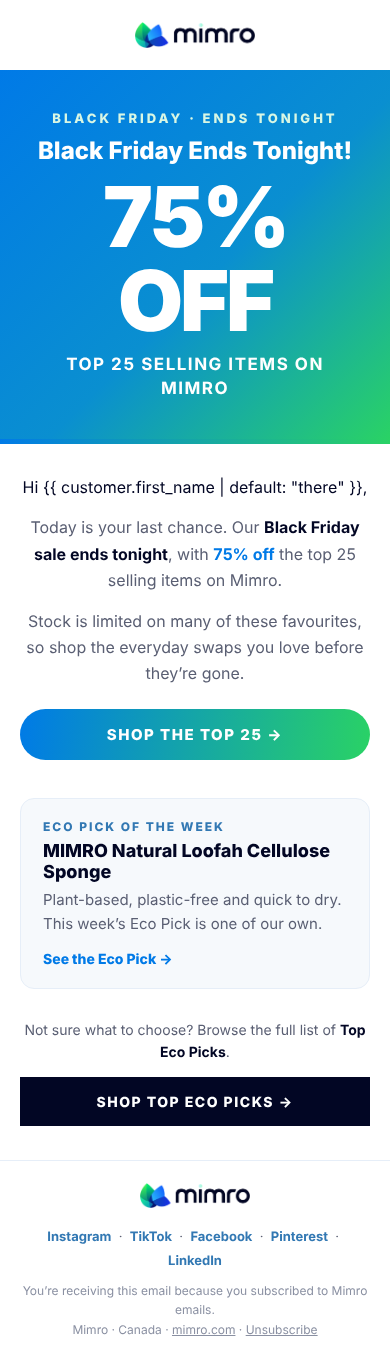 mimro
BLACK FRIDAY · ENDS TONIGHT
Black Friday Ends Tonight!
75%
OFF
TOP 25 SELLING ITEMS ON
MIMRO
Hi {{ customer.first_name | default: "there" }},
Today is your last chance. Our Black Friday
sale ends tonight, with 75% off the top 25
selling items on Mimro.
Stock is limited on many of these favourites,
so shop the everyday swaps you love before
they’re gone.
SHOP THE TOP 25 →
ECO PICK OF THE WEEK
MIMRO Natural Loofah Cellulose
Sponge
Plant-based, plastic-free and quick to dry.
This week’s Eco Pick is one of our own.
See the Eco Pick →
Not sure what to choose? Browse the full list of Top
Eco Picks.
SHOP TOP ECO PICKS →
mimro
Instagram · TikTok · Facebook · Pinterest ·
LinkedIn
You’re receiving this email because you subscribed to Mimro
emails.
Mimro · Canada · mimro.com · Unsubscribe